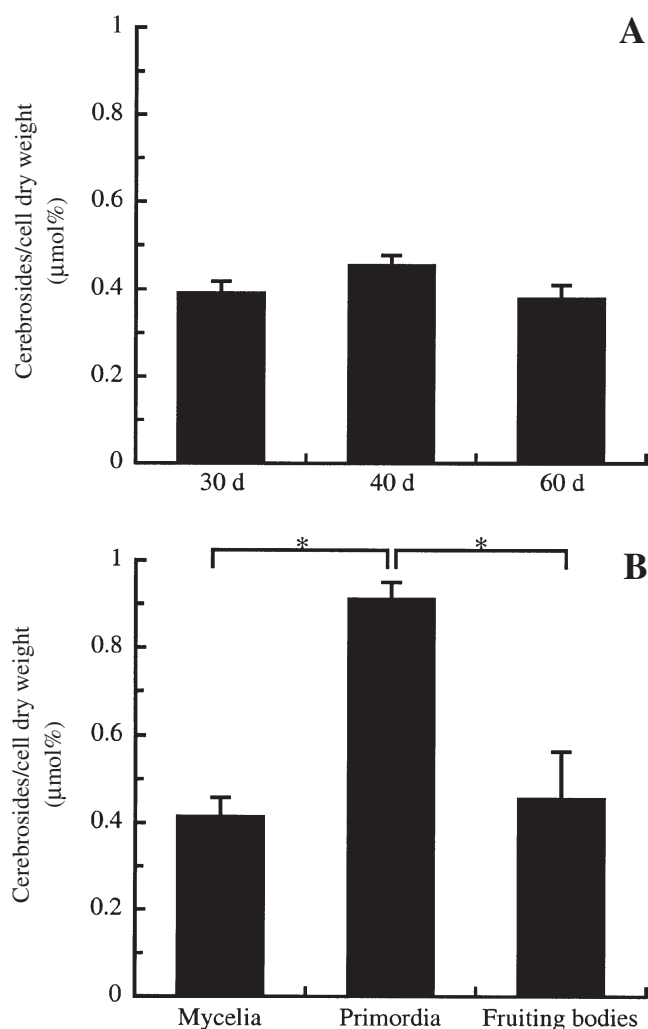 A
1
0.8
0.6
0.4
0.2
0
Cerebrosides/cell dry weight
(µmol%)
30 d 40 d 60 d
B
* *
1
0.8
0.6
0.4
0.2
0
Cerebrosides/cell dry weight
(µmol%)
Mycelia Primordia Fruiting bodies